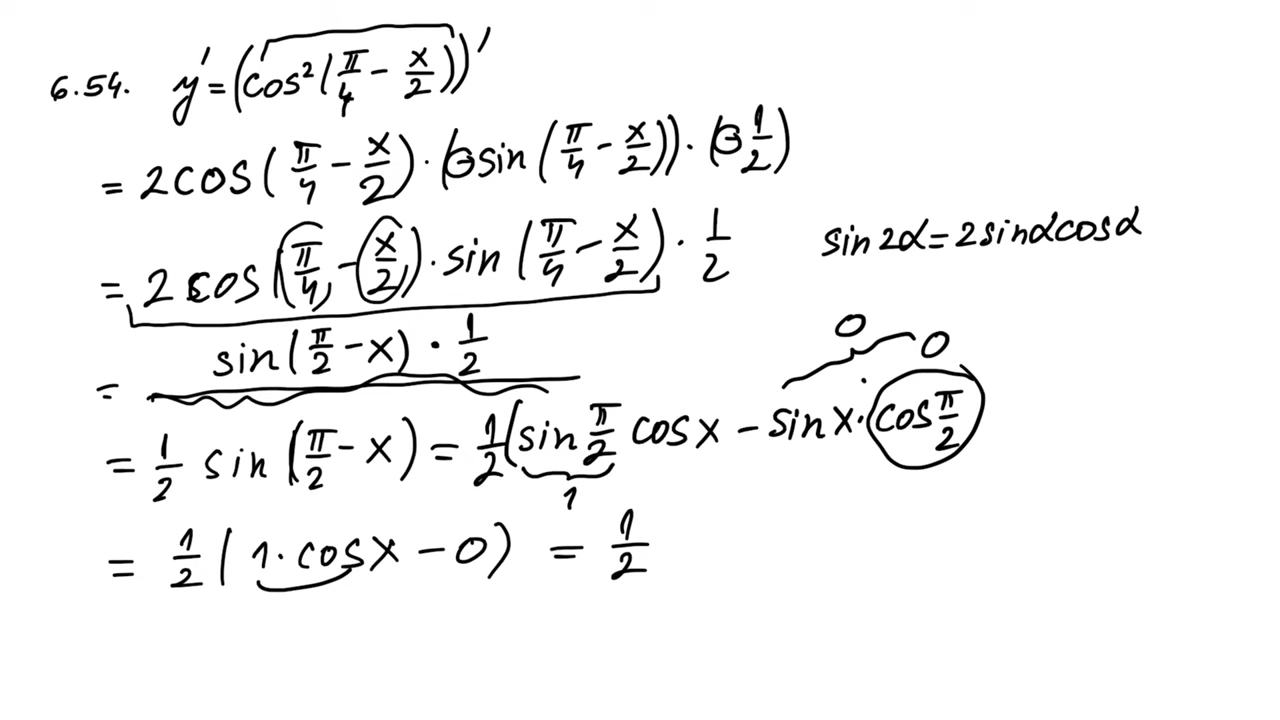 6.54. y' = (cos²(π/4 − x/2))'
= 2cos(π/4 − x/2) · (−sin(π/4 − x/2)) · (−1/2)
= 2cos(π/4 − x/2) · sin(π/4 − x/2) · 1/2
sin2α = 2sinαcosα
= sin(π/2 − x) · 1/2
0 0
= 1/2 sin(π/2 − x) = 1/2(sin π/2 cosx − sinx · cos π/2
1
= 1/2(1 · cosx − 0) = 1/2